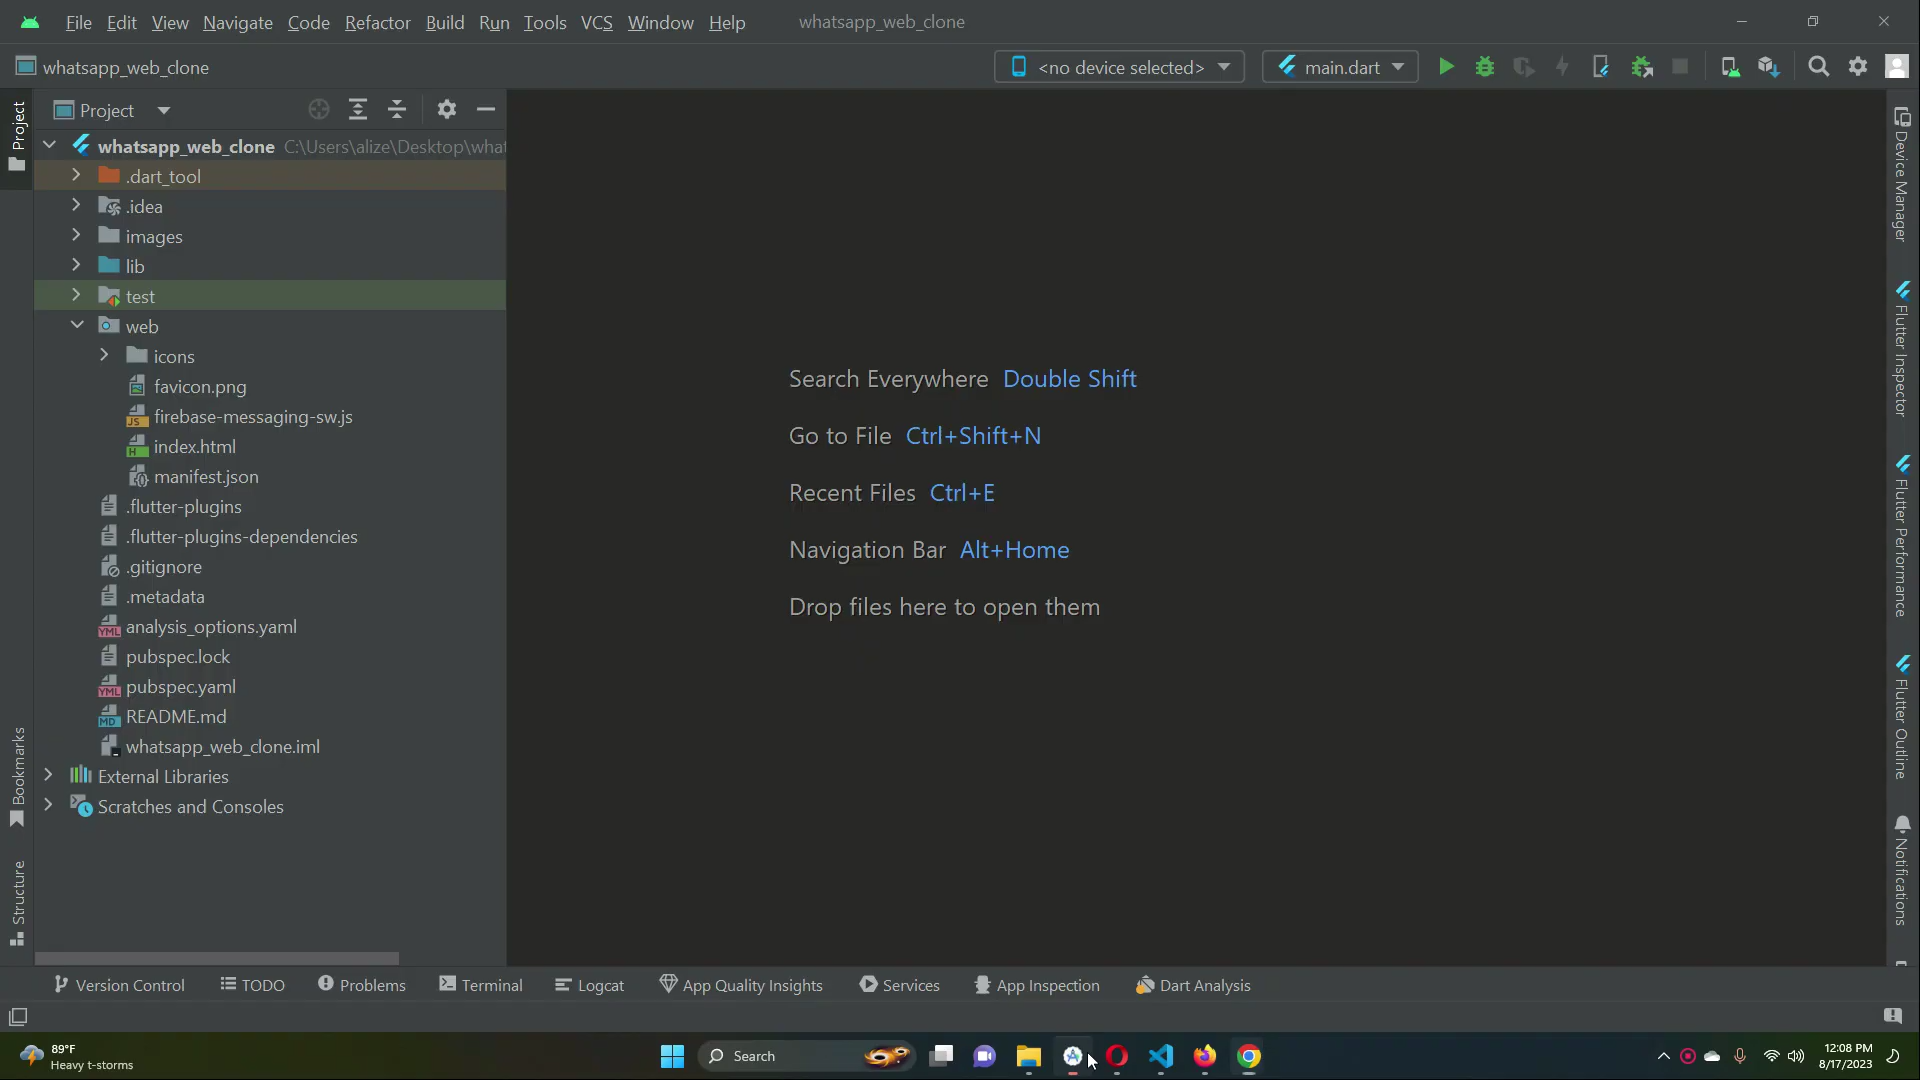 File Edit View Navigate Code Refactor Build Run Tools VCS Window Help whatsapp_web_clone
whatsapp_web_clone <no device selected> main.dart
Project
Project
whatsapp_web_clone C:\Users\alize\Desktop\what
.dart_tool
.idea
images
lib
test
web
icons
favicon.png
JS firebase-messaging-sw.js
H index.html
manifest.json
.flutter-plugins
.flutter-plugins-dependencies
.gitignore
.metadata
YML analysis_options.yaml
pubspec.lock
YML pubspec.yaml
MD README.md
whatsapp_web_clone.iml
External Libraries
Scratches and Consoles
Bookmarks
Structure
Search Everywhere Double Shift
Go to File Ctrl+Shift+N
Recent Files Ctrl+E
Navigation Bar Alt+Home
Drop files here to open them
Device Manager
Flutter Inspector
Flutter Performance
Flutter Outline
Notifications
Version Control TODO Problems Terminal Logcat App Quality Insights Services App Inspection Dart Analysis
89°F
Heavy t-storms
Search
12:08 PM
8/17/2023